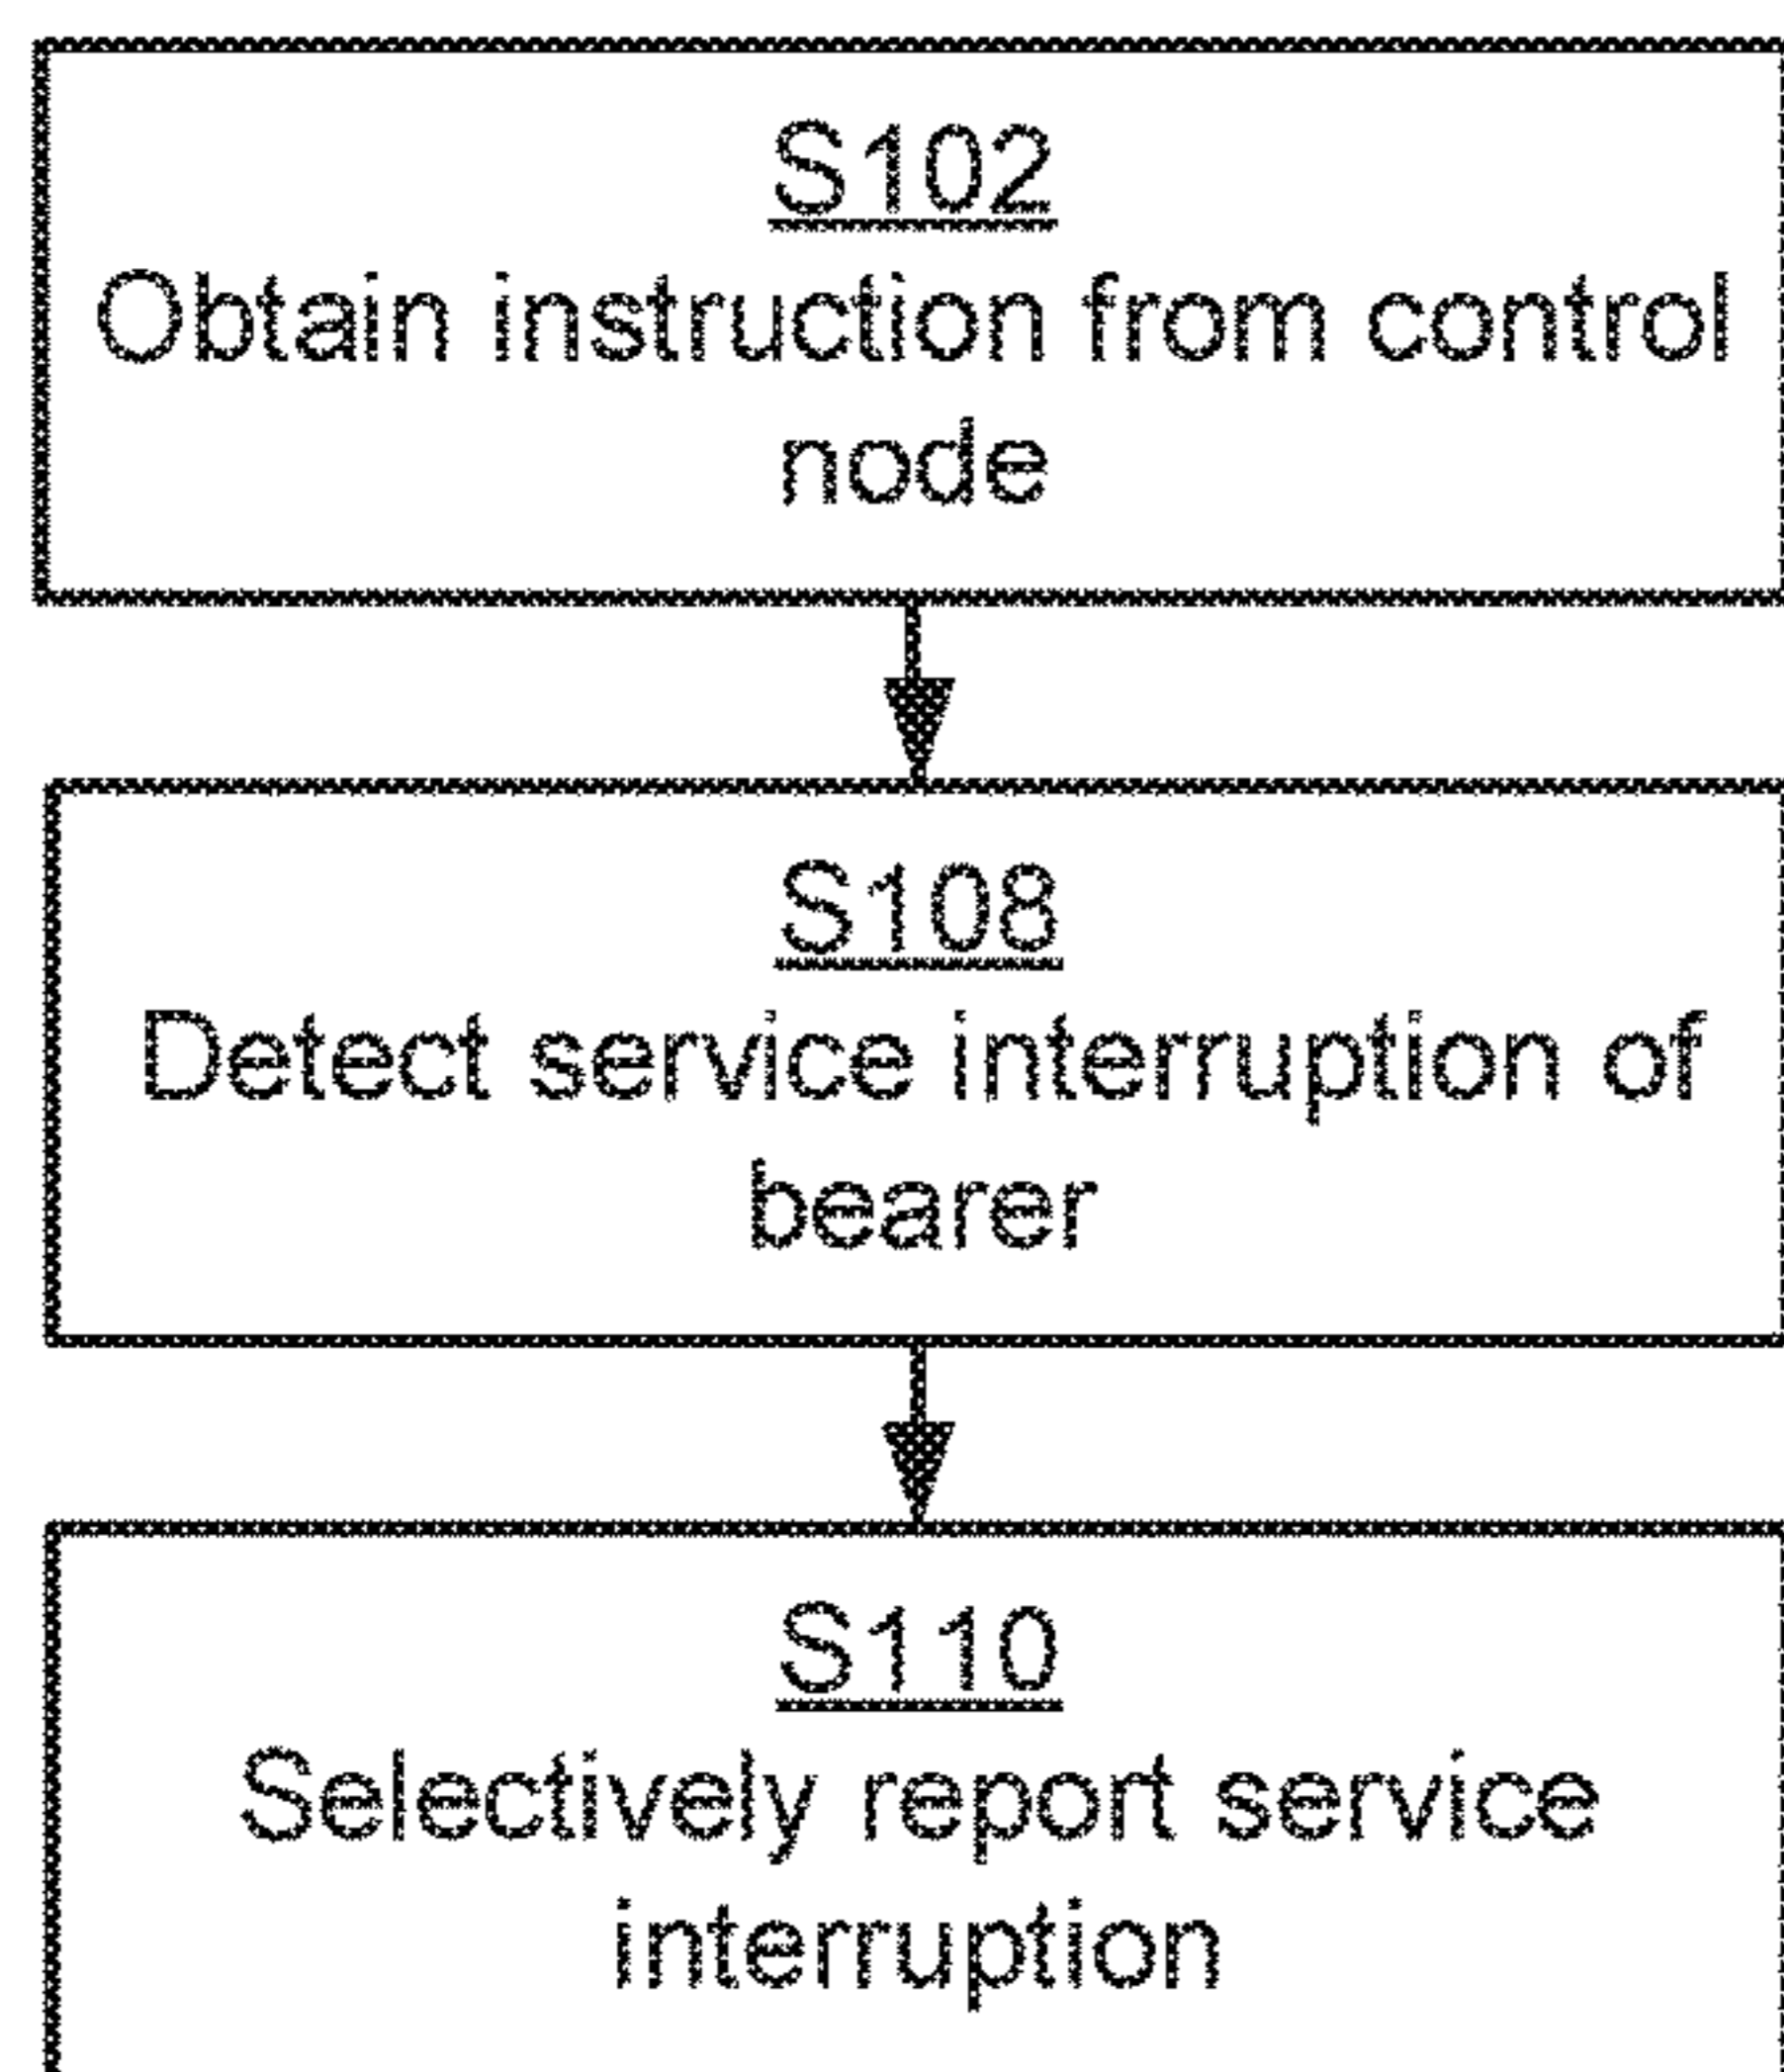 S102
Obtain instruction from control
node
S108
Detect service interruption of
bearer
S110
Selectively report service
interruption